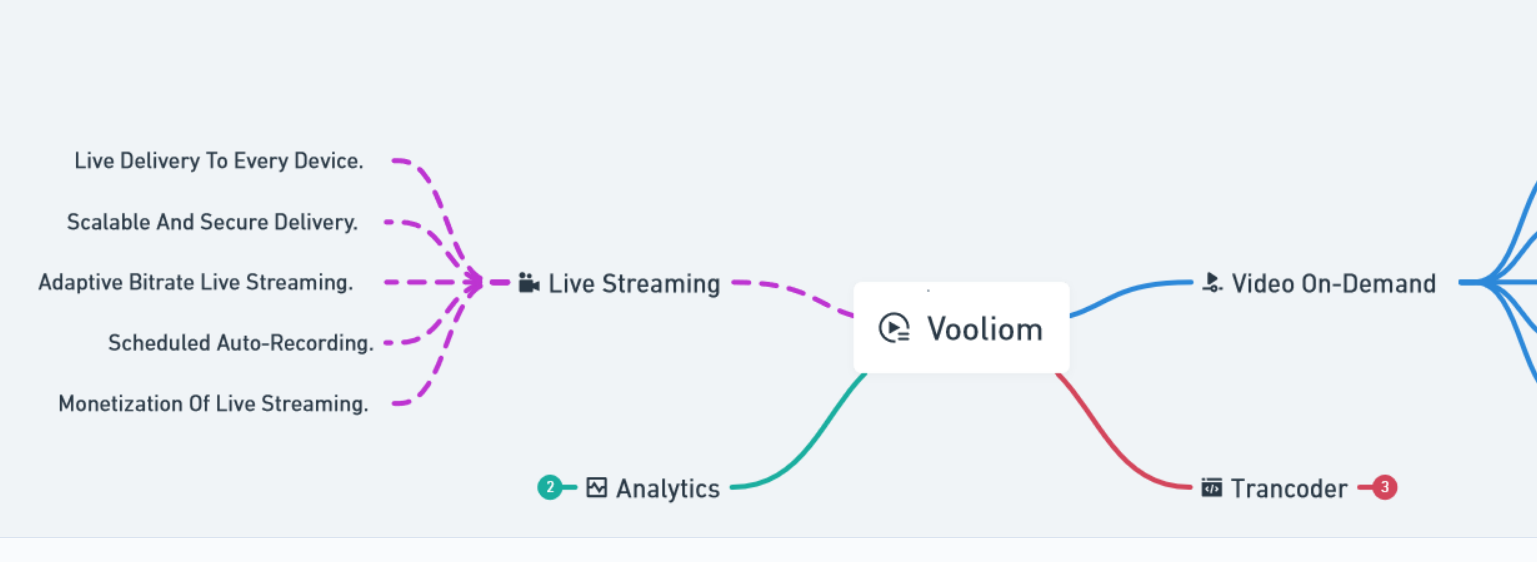 Live Delivery To Every Device.
Scalable And Secure Delivery.
Adaptive Bitrate Live Streaming.
Scheduled Auto-Recording.
Monetization Of Live Streaming.
Live Streaming
Vooliom
Video On-Demand
2
Analytics
Trancoder
3